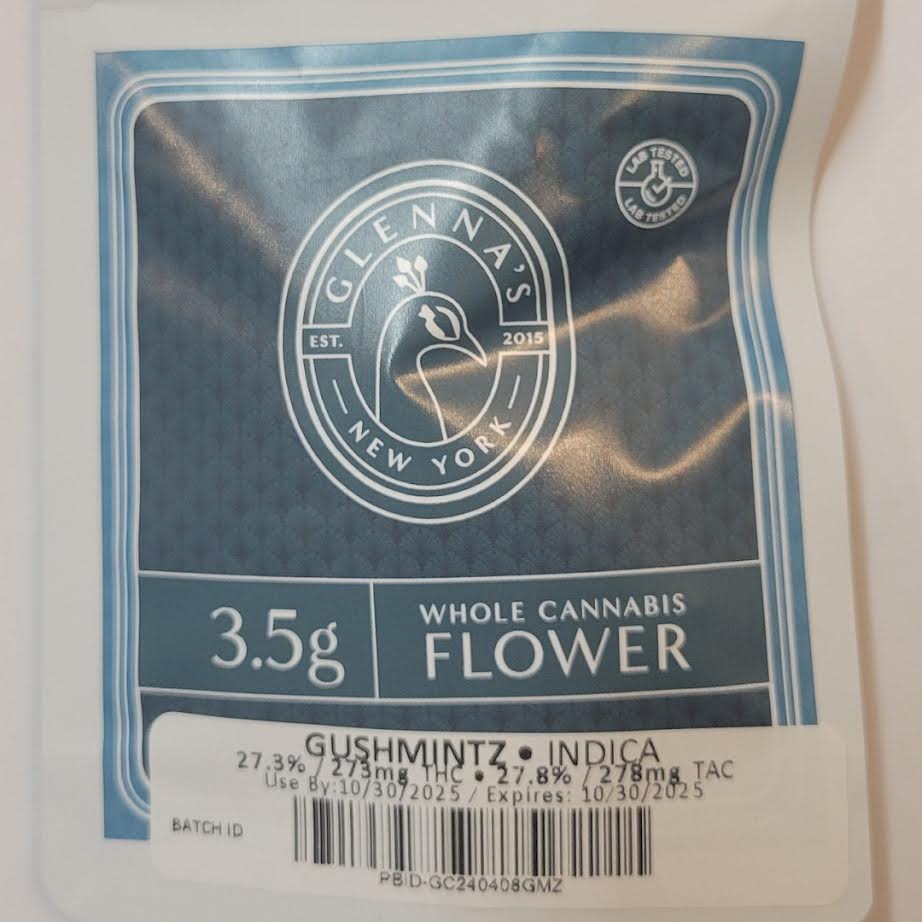 LAB TESTED
LAB TESTED
GLENNA'S
EST. 2015
NEW YORK
3.5g
WHOLE CANNABIS
FLOWER
GUSHMINTZ • INDICA
27.3% / 273mg THC • 27.8% / 278mg TAC
Use By:10/30/2025 / Expires: 10/30/2025
BATCH ID
PBID-GC240408GMZ